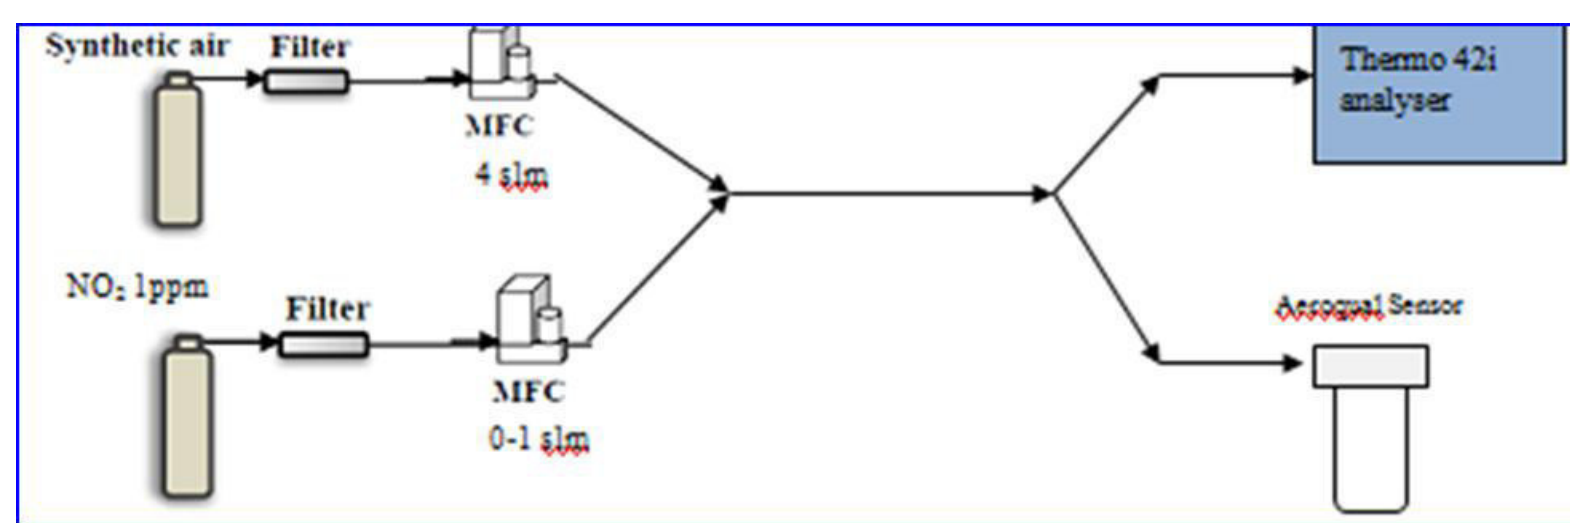 Synthetic air
Filter
MFC
4 slm
Thermo 42i
analyser
NO₂ 1ppm
Filter
MFC
0-1 slm
Aeroqual Sensor